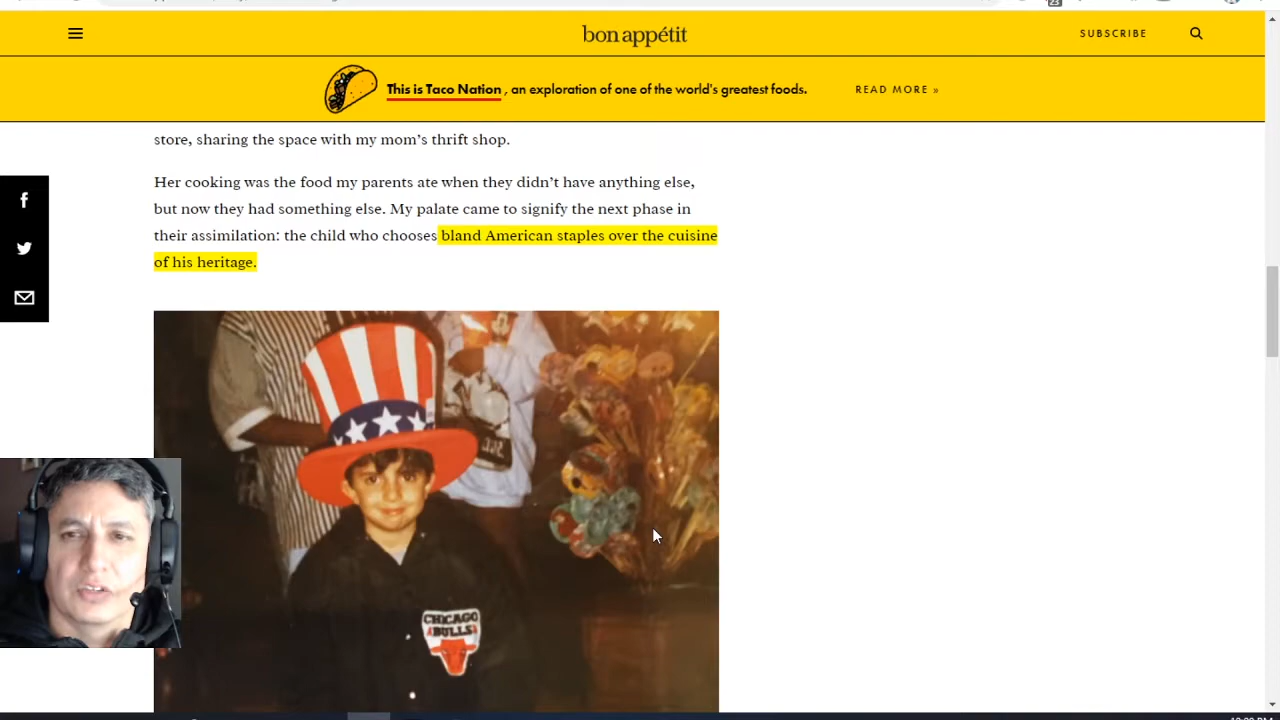 23
bon appétit
SUBSCRIBE
This is Taco Nation , an exploration of one of the world's greatest foods.
READ MORE »
store, sharing the space with my mom’s thrift shop.
Her cooking was the food my parents ate when they didn’t have anything else,
but now they had something else. My palate came to signify the next phase in
their assimilation: the child who chooses bland American staples over the cuisine
of his heritage.
CHICAGO
BULLS